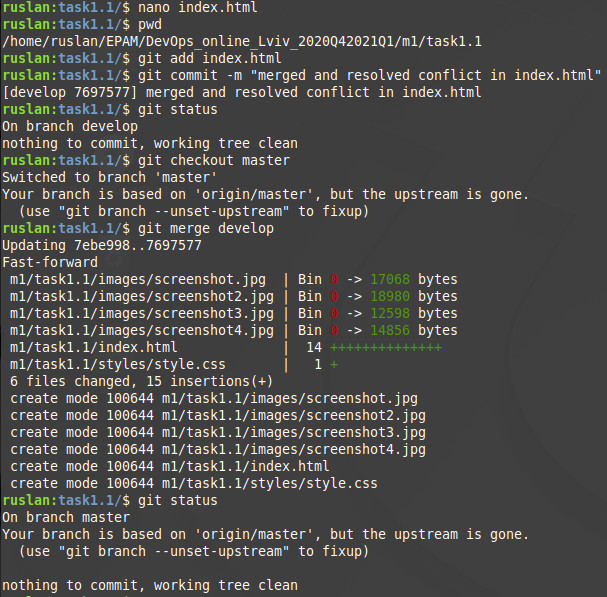 ruslan:task1.1/$ nano index.html
ruslan:task1.1/$ pwd
/home/ruslan/EPAM/DevOps_online_Lviv_2020Q42021Q1/m1/task1.1
ruslan:task1.1/$ git add index.html
ruslan:task1.1/$ git commit -m "merged and resolved conflict in index.html"
[develop 7697577] merged and resolved conflict in index.html
ruslan:task1.1/$ git status
On branch develop
nothing to commit, working tree clean
ruslan:task1.1/$ git checkout master
Switched to branch 'master'
Your branch is based on 'origin/master', but the upstream is gone.
  (use "git branch --unset-upstream" to fixup)
ruslan:task1.1/$ git merge develop
Updating 7ebe998..7697577
Fast-forward
 m1/task1.1/images/screenshot.jpg  | Bin 0 -> 17068 bytes
 m1/task1.1/images/screenshot2.jpg | Bin 0 -> 18980 bytes
 m1/task1.1/images/screenshot3.jpg | Bin 0 -> 12598 bytes
 m1/task1.1/images/screenshot4.jpg | Bin 0 -> 14856 bytes
 m1/task1.1/index.html             |  14 ++++++++++++++
 m1/task1.1/styles/style.css       |   1 +
 6 files changed, 15 insertions(+)
 create mode 100644 m1/task1.1/images/screenshot.jpg
 create mode 100644 m1/task1.1/images/screenshot2.jpg
 create mode 100644 m1/task1.1/images/screenshot3.jpg
 create mode 100644 m1/task1.1/images/screenshot4.jpg
 create mode 100644 m1/task1.1/index.html
 create mode 100644 m1/task1.1/styles/style.css
ruslan:task1.1/$ git status
On branch master
Your branch is based on 'origin/master', but the upstream is gone.
  (use "git branch --unset-upstream" to fixup)

nothing to commit, working tree clean